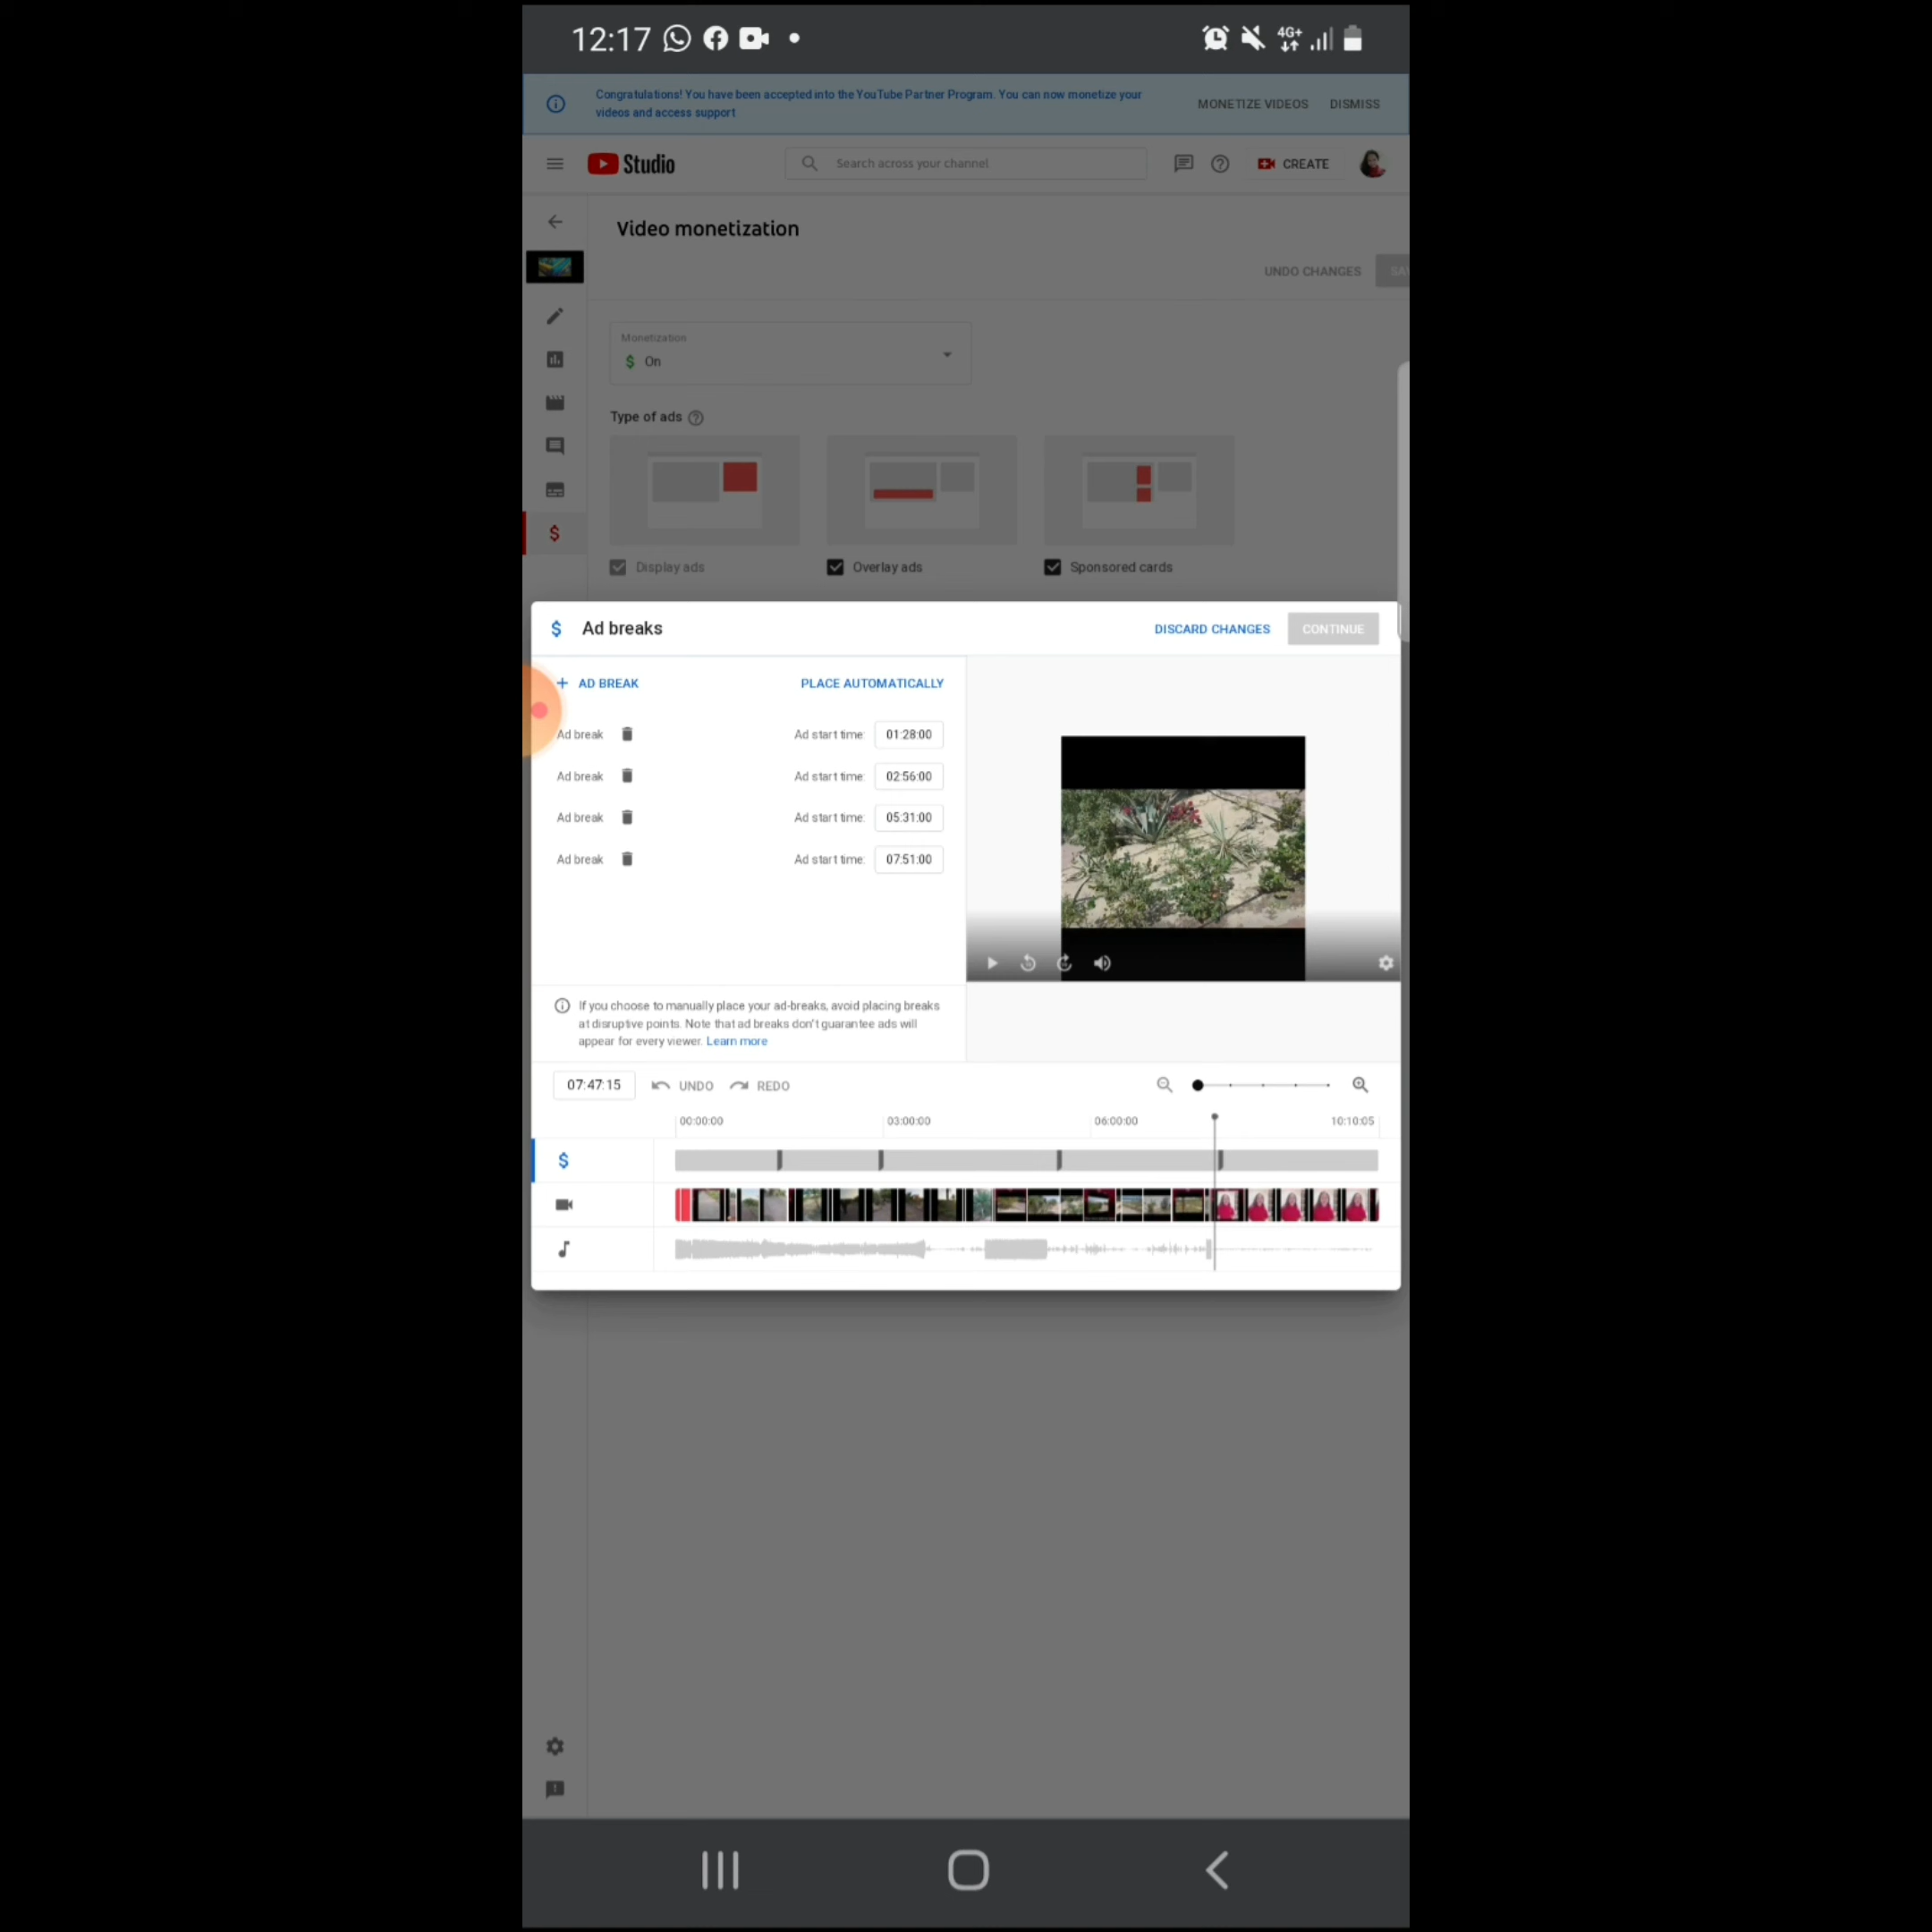 12:17
4G+
Congratulations! You have been accepted into the YouTube Partner Program. You can now monetize your
videos and access support
MONETIZE VIDEOS
DISMISS
Studio
Search across your channel
CREATE
Video monetization
UNDO CHANGES
Monetization
$ On
Type of ads
Display ads
Overlay ads
Sponsored cards
$ Ad breaks
DISCARD CHANGES
CONTINUE
+ AD BREAK
PLACE AUTOMATICALLY
Ad break Ad start time: 01:28:00
Ad break Ad start time: 02:56:00
Ad break Ad start time: 05:31:00
Ad break Ad start time: 07:51:00
If you choose to manually place your ad-breaks, avoid placing breaks
at disruptive points. Note that ad breaks don't guarantee ads will
appear for every viewer. Learn more
07:47:15 UNDO REDO
00:00:00 03:00:00 06:00:00 10:10:05